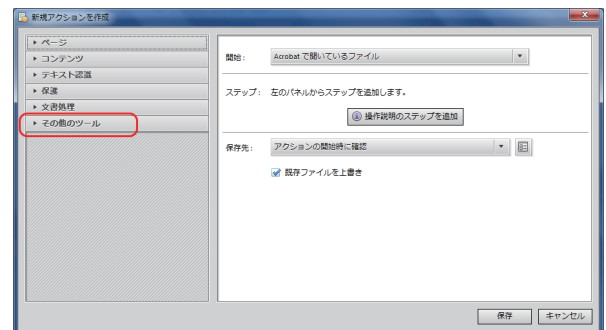 新規アクションを作成
ページ
コンテンツ
テキスト認識
保護
文書処理
その他のツール
開始: Acrobat で開いているファイル
ステップ: 左のパネルからステップを追加します。
操作説明のステップを追加
保存先: アクションの開始時に確認
既存ファイルを上書き
保存 キャンセル